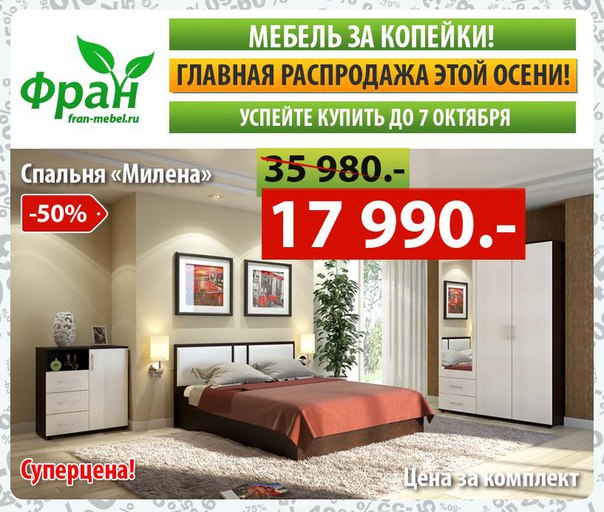 Фран
fran-mebel.ru
МЕБЕЛЬ ЗА КОПЕЙКИ!
ГЛАВНАЯ РАСПРОДАЖА ЭТОЙ ОСЕНИ!
УСПЕЙТЕ КУПИТЬ ДО 7 ОКТЯБРЯ
Спальня «Милена»
-50%
35 980.-
17 990.-
Суперцена!
Цена за комплект